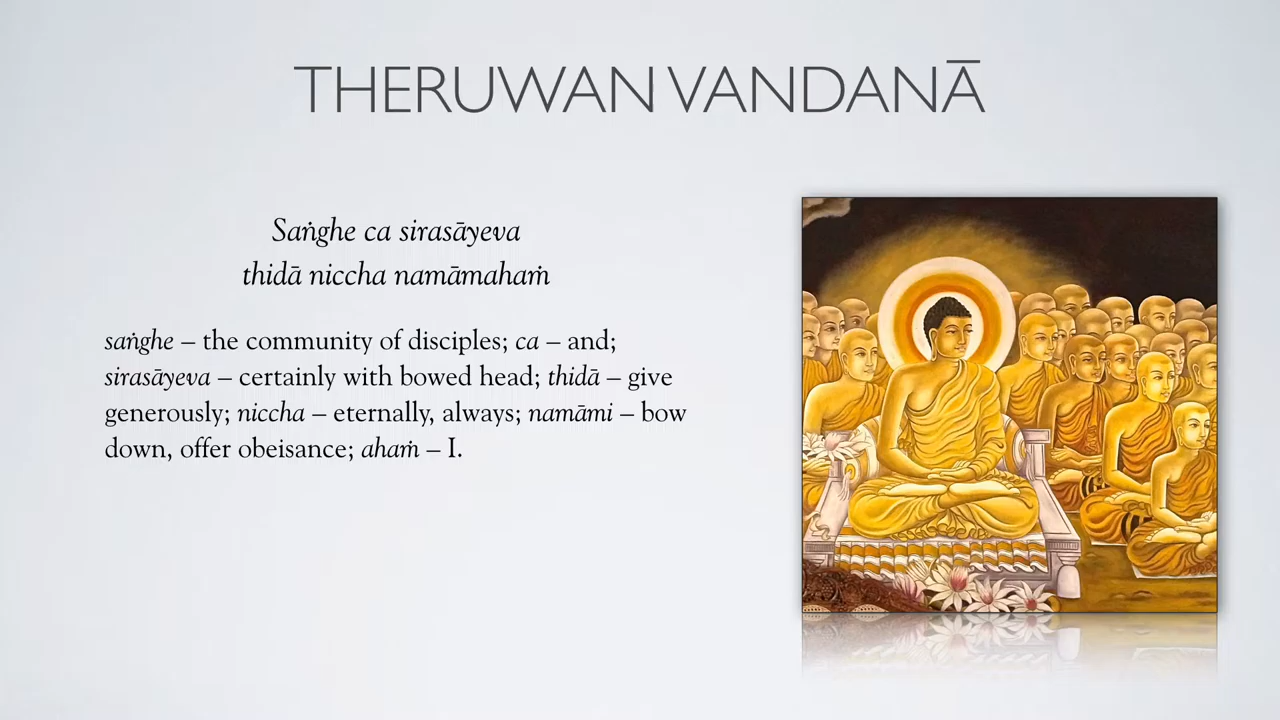 THERUWAN VANDANĀ
Saṅghe ca sirasāyeva
thidā niccha namāmahaṁ
saṅghe – the community of disciples; ca – and;
sirasāyeva – certainly with bowed head; thidā – give
generously; niccha – eternally, always; namāmi – bow
down, offer obeisance; ahaṁ – I.